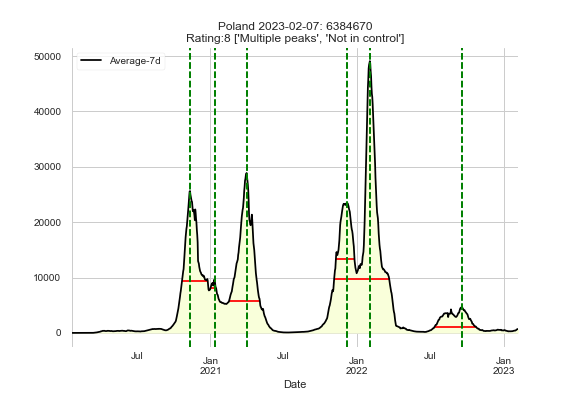 Poland 2023-02-07: 6384670
Rating:8 ['Multiple peaks', 'Not in control']
Average-7d
50000
40000
30000
20000
10000
0
Jul
Jan
2021
Jul
Jan
2022
Jul
Jan
2023
Date